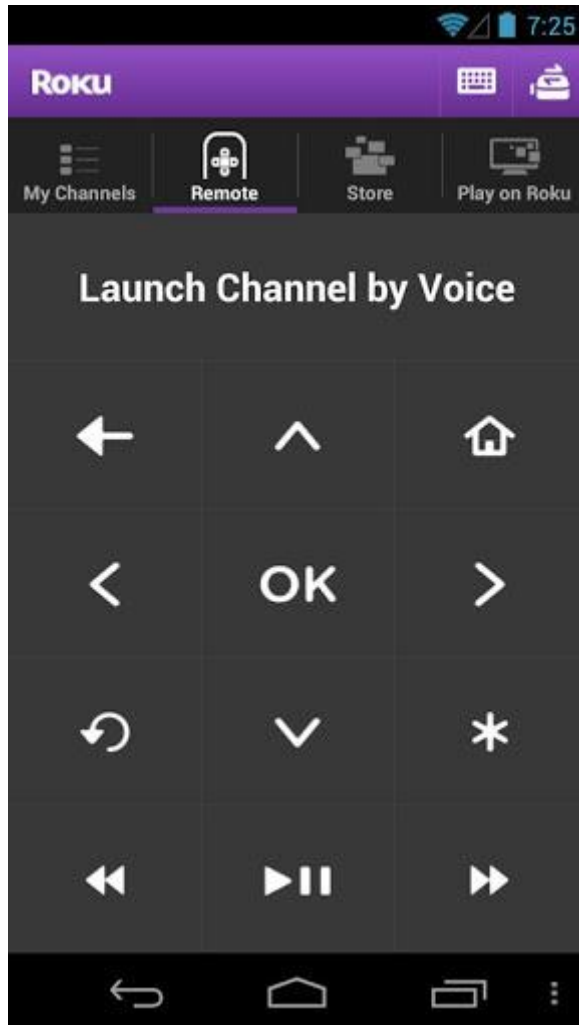 7:25
Roku
My Channels
Remote
Store
Play on Roku
Launch Channel by Voice
OK